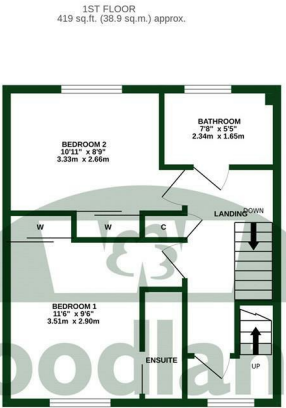 1ST FLOOR
419 sq.ft. (38.9 sq.m.) approx.
BATHROOM
7'8" x 5'5"
2.34m x 1.65m
BEDROOM 2
10'11" x 8'9"
3.33m x 2.66m
LANDING
DOWN
W
W
C
BEDROOM 1
11'6" x 9'6"
3.51m x 2.90m
ENSUITE
UP